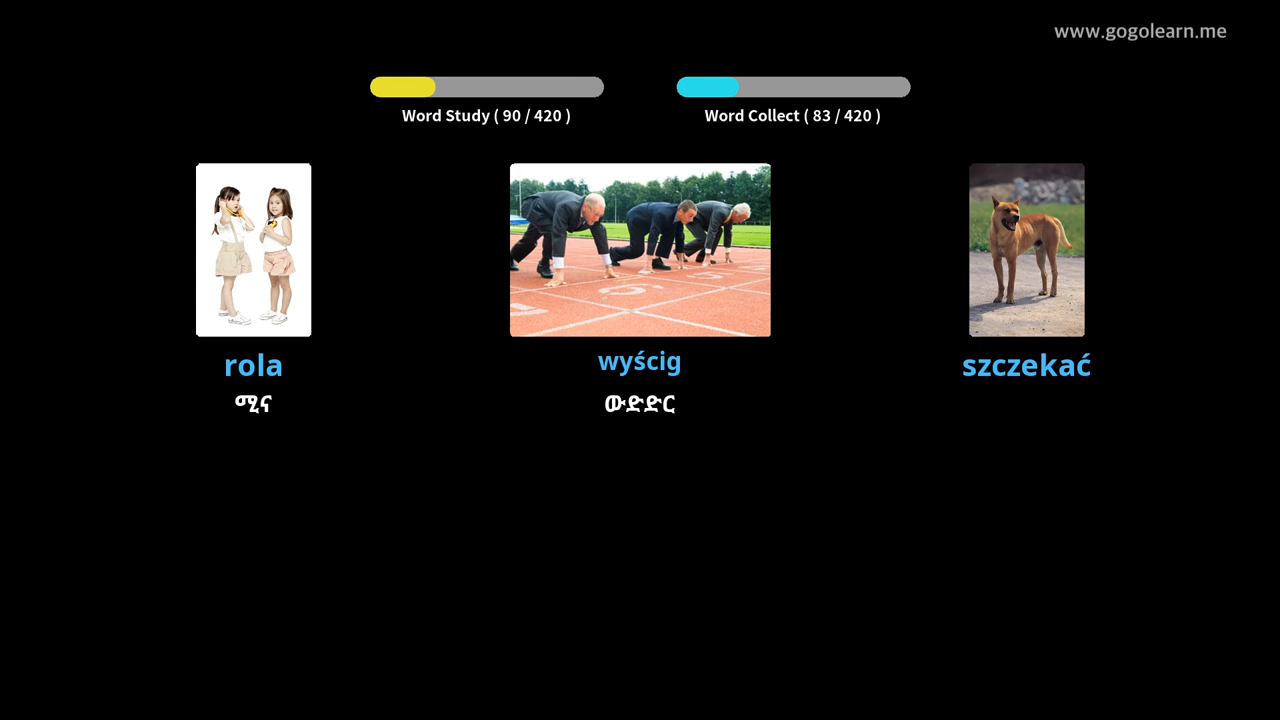 www.gogolearn.me
Word Study ( 90 / 420 )
Word Collect ( 83 / 420 )
rola
wyścig
szczekać
ሚና
ውድድር